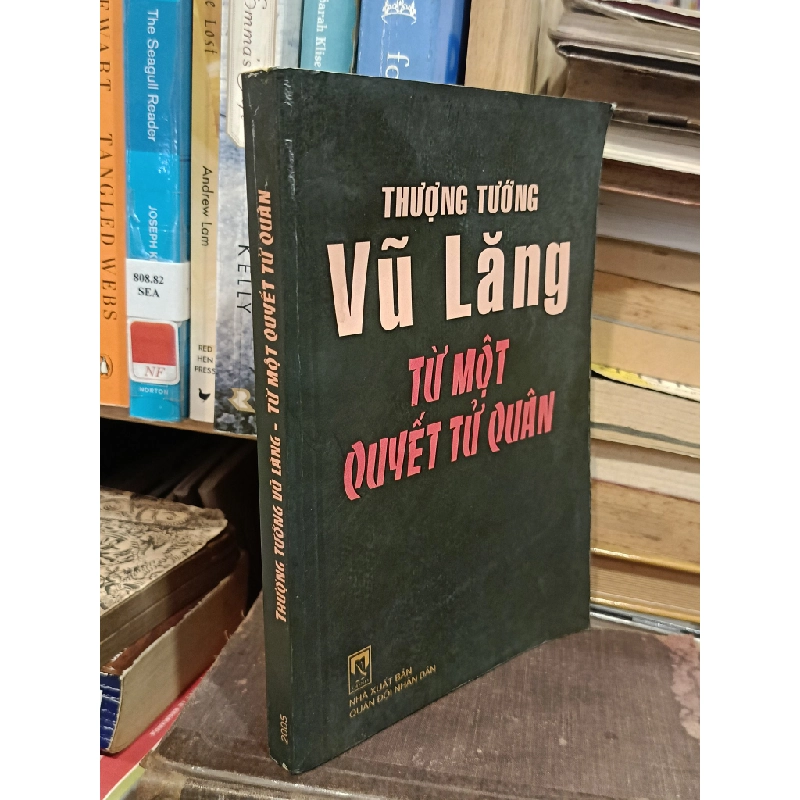 THƯỢNG TƯỚNG
Vũ Lăng
TỪ MỘT
QUYẾT TỬ QUÂN
NHÀ XUẤT BẢN
QUÂN ĐỘI NHÂN DÂN
THƯỢNG TƯỚNG VŨ LĂNG - TỪ MỘT QUYẾT TỬ QUÂN
2005
TANGLED WEBS
The Seagull Reader
JOSEPH
808.82
SEA
NF
NORTON
Andrew Lam
RED
HEN
PRESS
KELLY
Sarah Klise